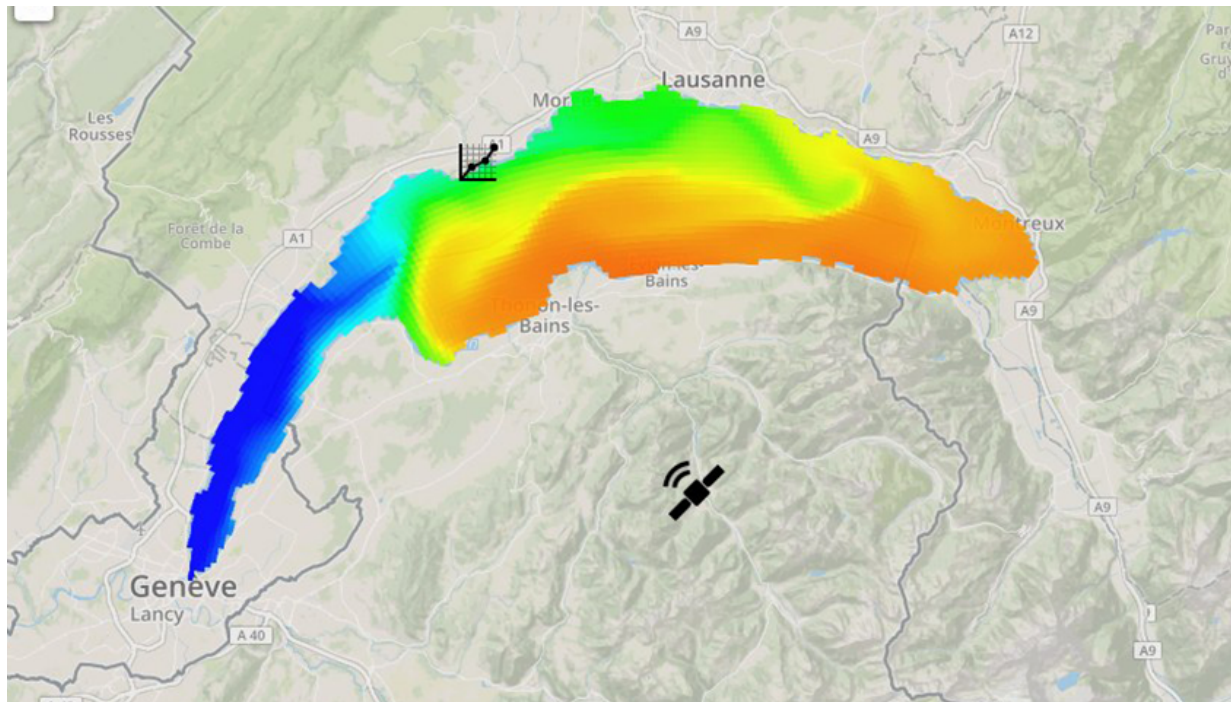 A9
A12
Lausanne
Mor
Les
Rousses
A1
A9
Forêt de la
Combe
A1
Montreux
Bains
Thonon-les-
Bains
A9
A9
Genève
Lancy
A 40
A9